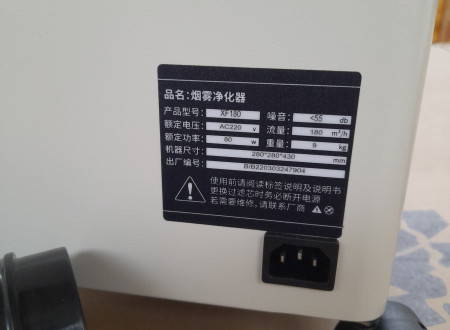 品名:烟雾净化器
产品型号: XF180 噪音: <55 db
额定电压: AC220 v 流量: 180 m³/h
额定功率: 80 w 重量: 9 kg
机器尺寸: 280*280*430 mm
出厂编号: B/B220303247904
使用前请阅读标签说明及说明书
更换过滤芯时务必断开电源
若需要维修,请联系厂商